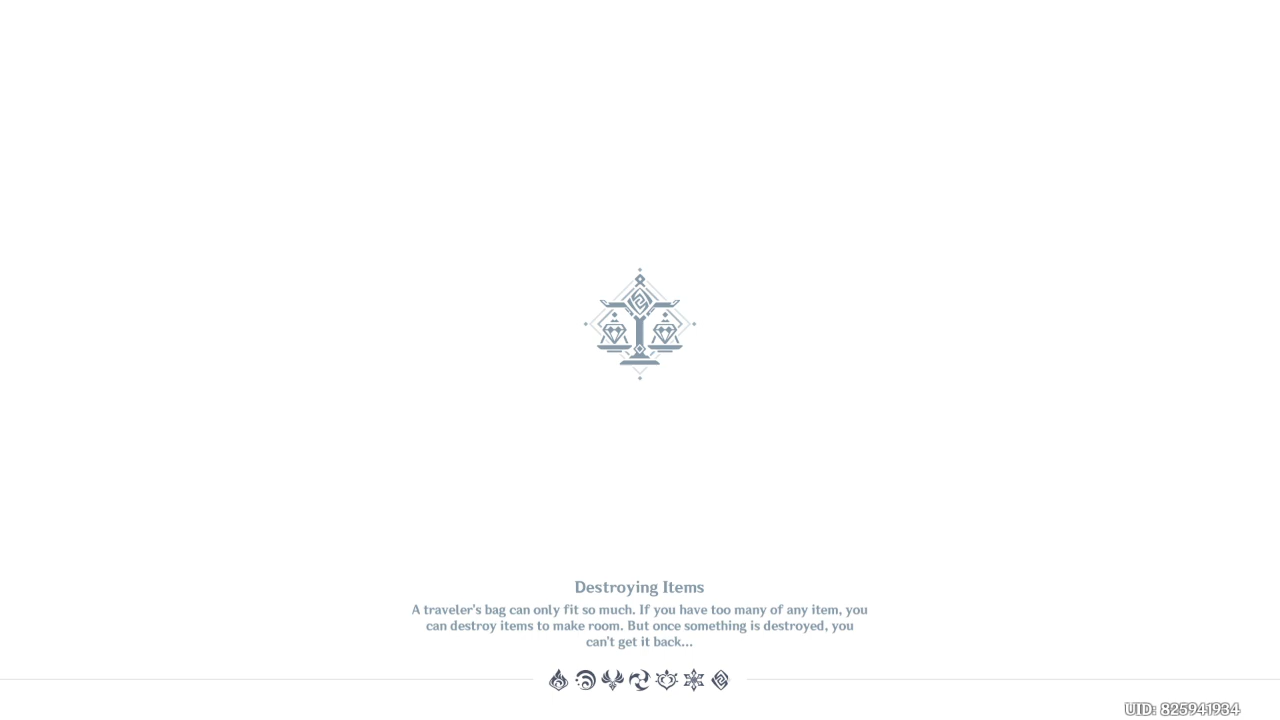 Destroying Items
A traveler's bag can only fit so much. If you have too many of any item, you
can destroy items to make room. But once something is destroyed, you
can't get it back...
UID: 825941934